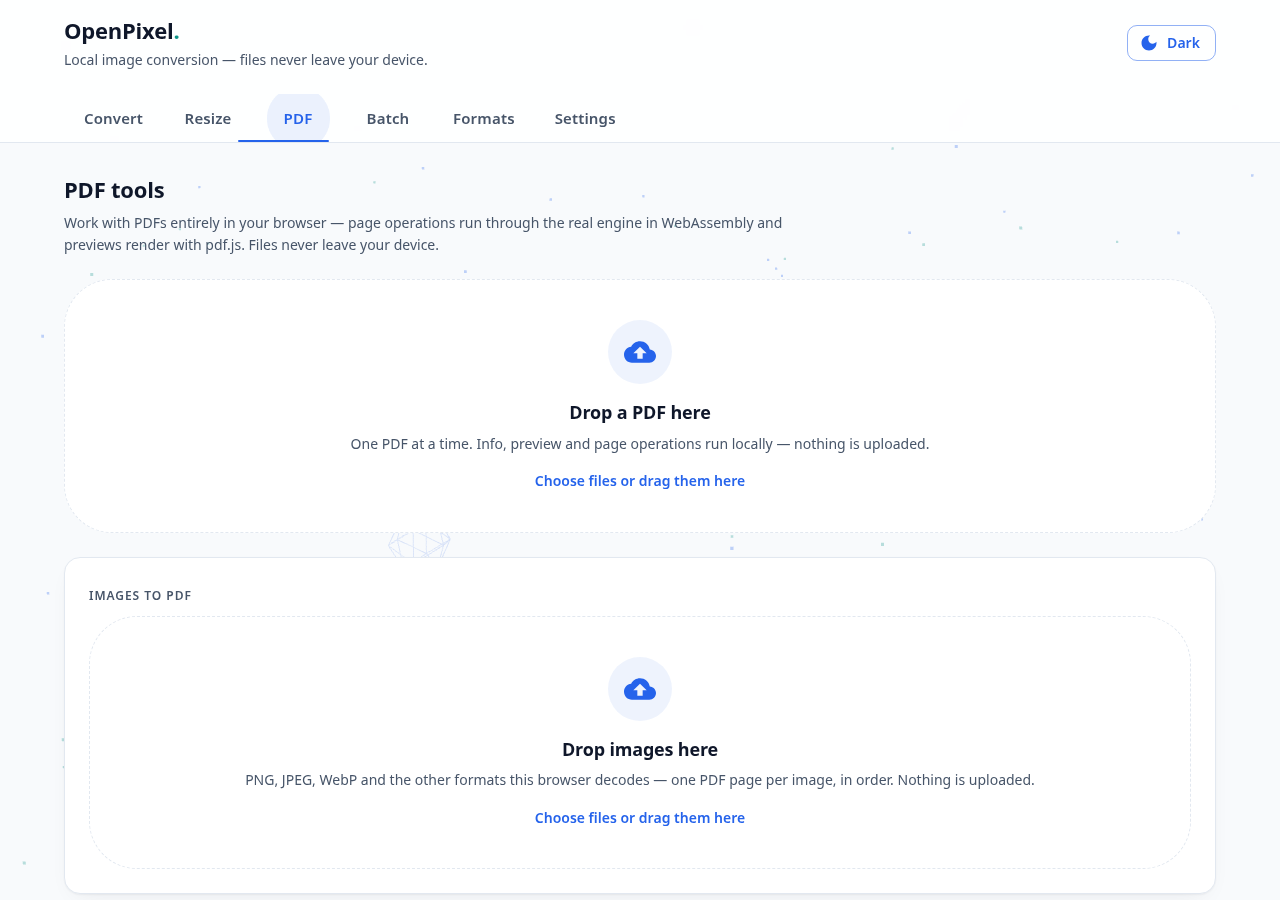 OpenPixel.
Local image conversion — files never leave your device.
Dark
Convert
Resize
PDF
Batch
Formats
Settings
PDF tools
Work with PDFs entirely in your browser — page operations run through the real engine in WebAssembly and
previews render with pdf.js. Files never leave your device.
Drop a PDF here
One PDF at a time. Info, preview and page operations run locally — nothing is uploaded.
Choose files or drag them here
IMAGES TO PDF
Drop images here
PNG, JPEG, WebP and the other formats this browser decodes — one PDF page per image, in order. Nothing is uploaded.
Choose files or drag them here